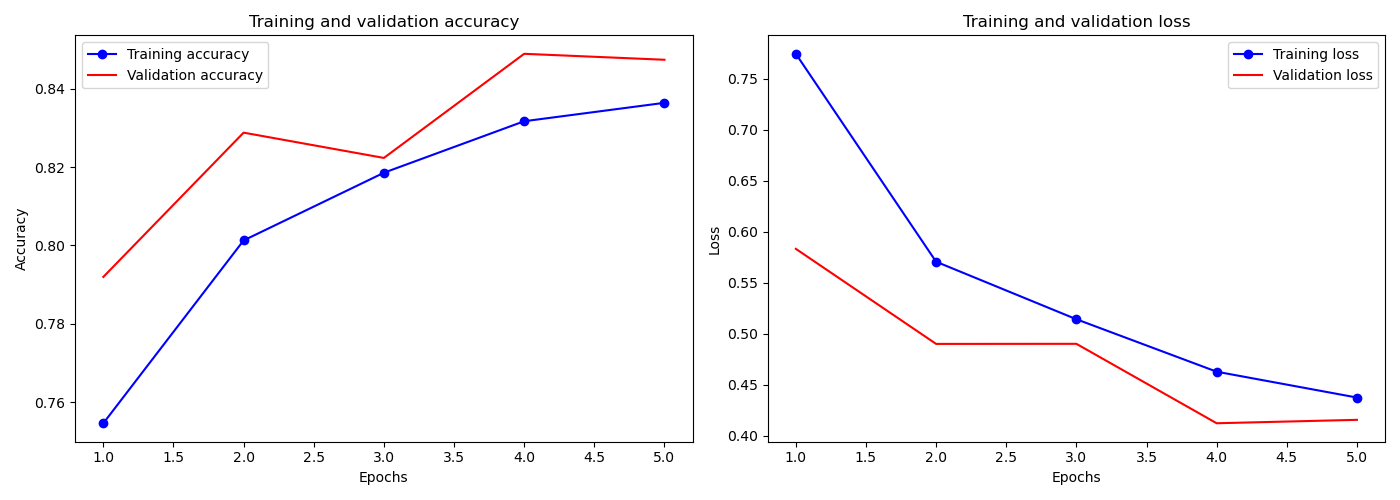 Training and validation accuracy
Training accuracy
Validation accuracy
0.84
0.82
0.80
0.78
0.76
Accuracy
1.0 1.5 2.0 2.5 3.0 3.5 4.0 4.5 5.0
Epochs
Training and validation loss
Training loss
Validation loss
0.75
0.70
0.65
0.60
0.55
0.50
0.45
0.40
Loss
1.0 1.5 2.0 2.5 3.0 3.5 4.0 4.5 5.0
Epochs